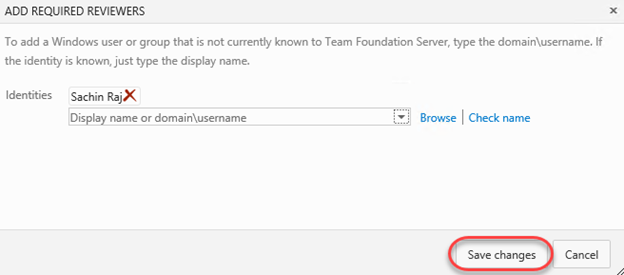 ADD REQUIRED REVIEWERS
To add a Windows user or group that is not currently known to Team Foundation Server, type the domain\username. If
the identity is known, just type the display name.
Identities Sachin Raj
Display name or domain\username Browse Check name
Save changes Cancel